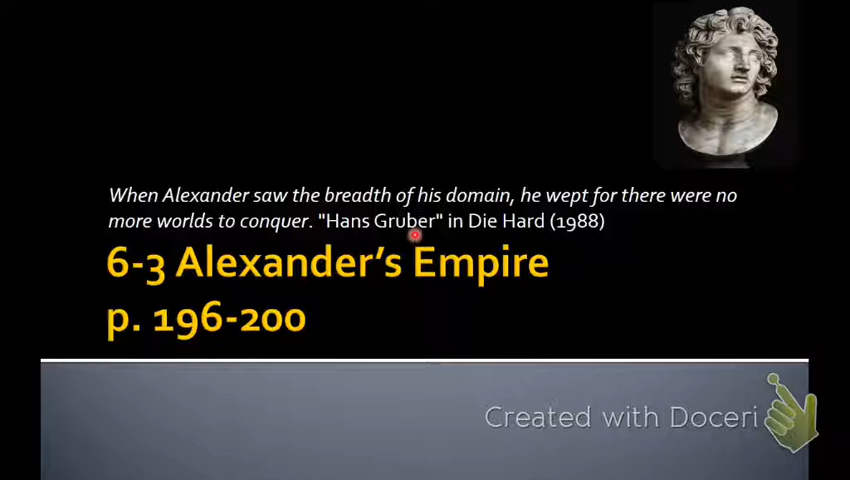 When Alexander saw the breadth of his domain, he wept for there were no
more worlds to conquer. "Hans Gruber" in Die Hard (1988)
6-3 Alexander’s Empire
p. 196-200
Created with Doceri